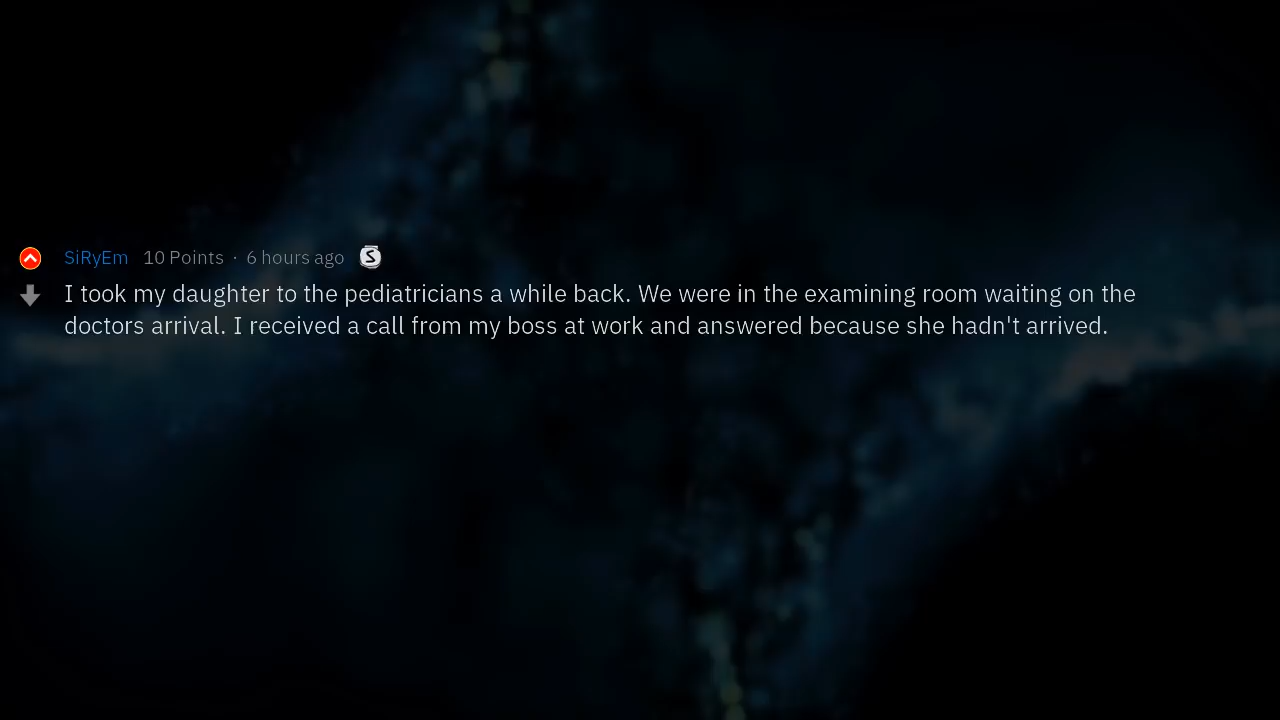 SiRyEm 10 Points · 6 hours ago S
I took my daughter to the pediatricians a while back. We were in the examining room waiting on the
doctors arrival. I received a call from my boss at work and answered because she hadn't arrived.